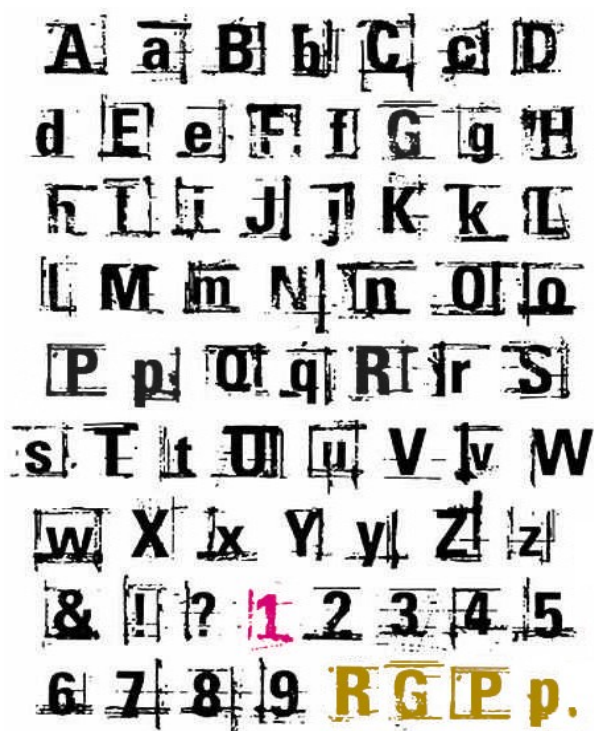 A a B b C c D
d E e F f G g H
h I i J j K k L
l M m N n O o
P p Q q R r S
s T t U u V v W
w X x Y y Z z
& ! ? 1 2 3 4 5
6 7 8 9 R G P p.